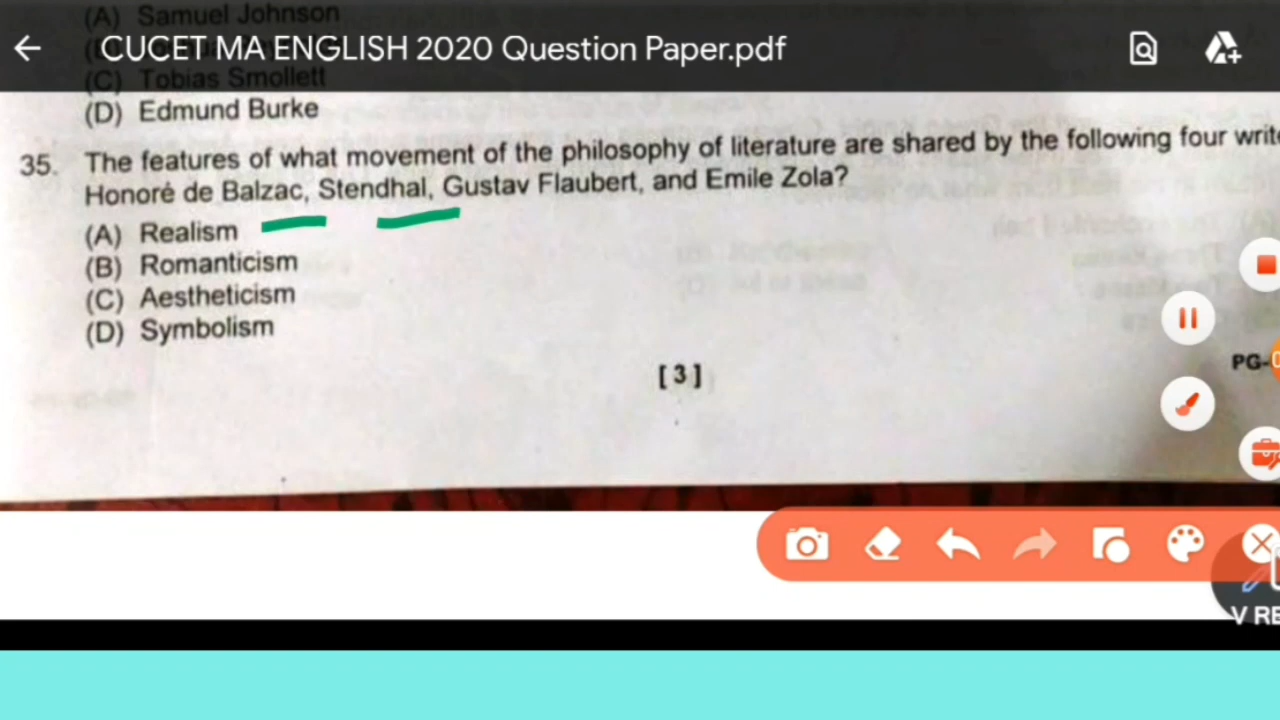 (A) Samuel Johnson
CUCET MA ENGLISH 2020 Question Paper.pdf
(C) Tobias Smollett
(D) Edmund Burke
35. The features of what movement of the philosophy of literature are shared by the following four
Honoré de Balzac, Stendhal, Gustav Flaubert, and Emile Zola?
(A) Realism
(B) Romanticism
(C) Aestheticism
(D) Symbolism
[3]
PG-
V RE